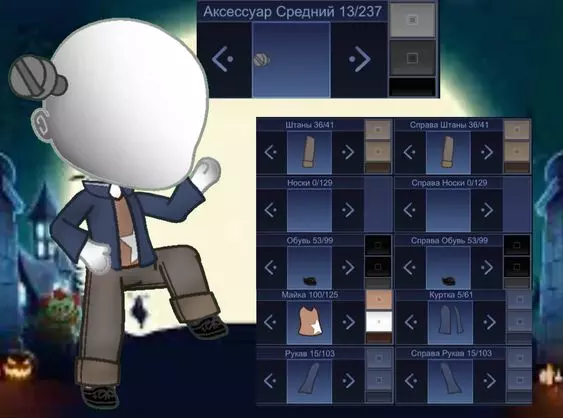 Аксессуар Средний 13/237
Штаны 36/41
Справа Штаны 36/41
Носки 0/129
Справа Носки 0/129
Обувь 53/99
Справа Обувь 53/99
Майка 100/125
Куртка 5/61
Рукав 15/103
Справа Рукав 15/103